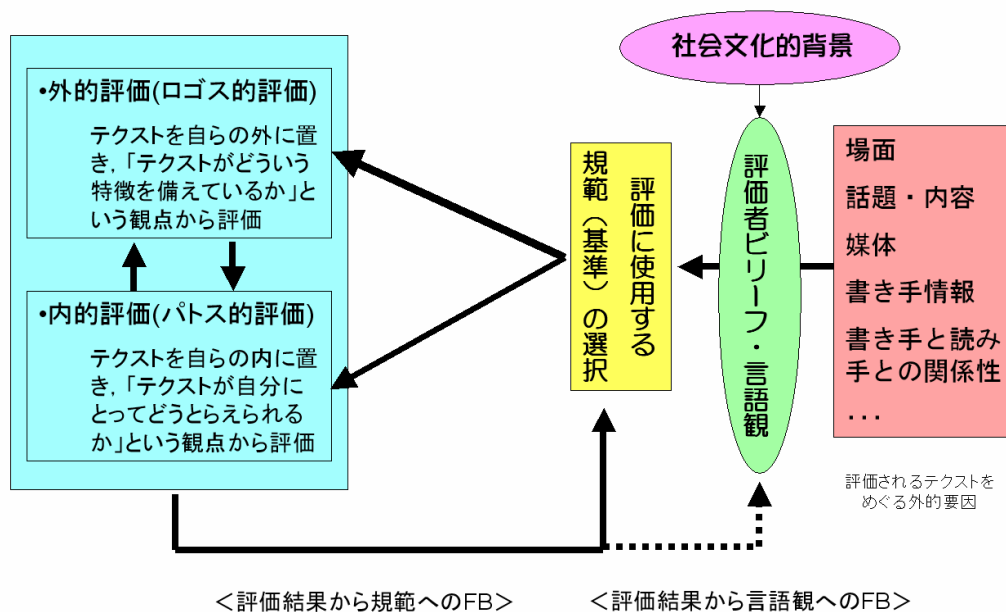 社会文化的背景
•外的評価(ロゴス的評価)
テクストを自らの外に置
き,「テクストがどういう
特徴を備えているか」と
いう観点から評価
•内的評価(パトス的評価)
テクストを自らの内に置
き,「テクストが自分に
とってどうとらえられる
か」という観点から評価
評価に使用する
規範（基準）の選択
評価者ビリーフ・言語観
場面
話題・内容
媒体
書き手情報
書き手と読み
手との関係性
・・・
評価されるテクストを
めぐる外的要因
＜評価結果から規範へのFB＞
＜評価結果から言語観へのFB＞